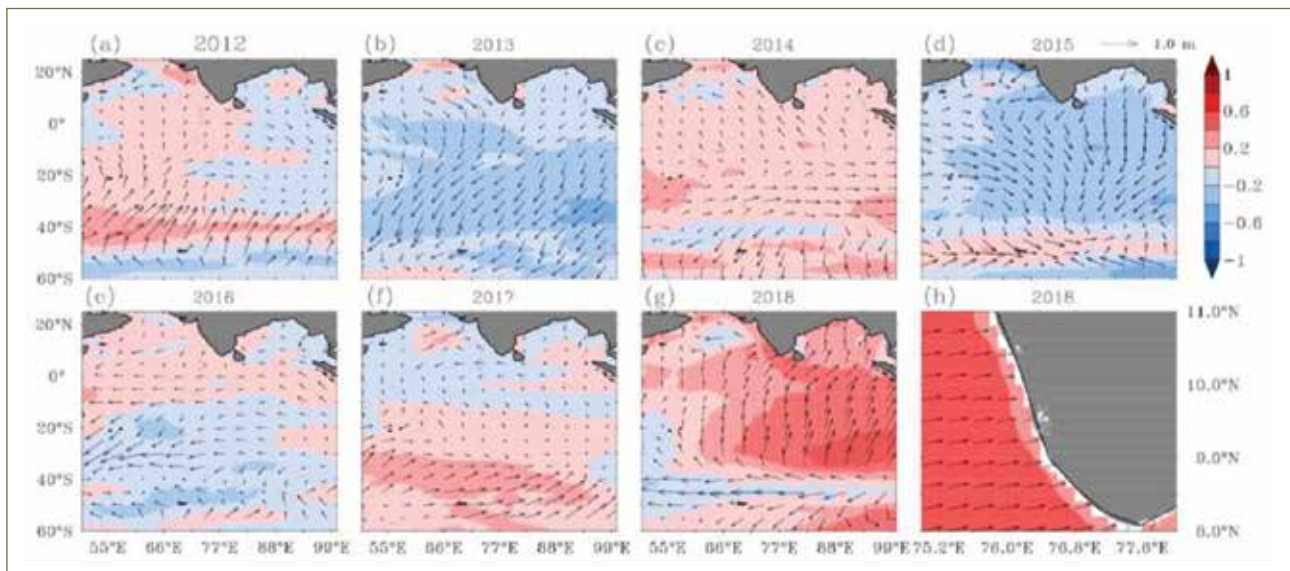 (a) 2012 (b) 2013 (c) 2014 (d) 2015 1.0 m
20°N
0°
20°S
40°S
60°S
1
0.6
0.2
−0.2
−0.6
−1
(e) 2016 (f) 2017 (g) 2018 (h) 2018
20°N
0°
20°S
40°S
60°S
11.0°N
10.0°N
9.0°N
8.0°N
55°E 66°E 77°E 88°E 99°E 55°E 66°E 77°E 88°E 99°E 55°E 66°E 77°E 88°E 99°E 75.2°E 76.0°E 76.8°E 77.6°E